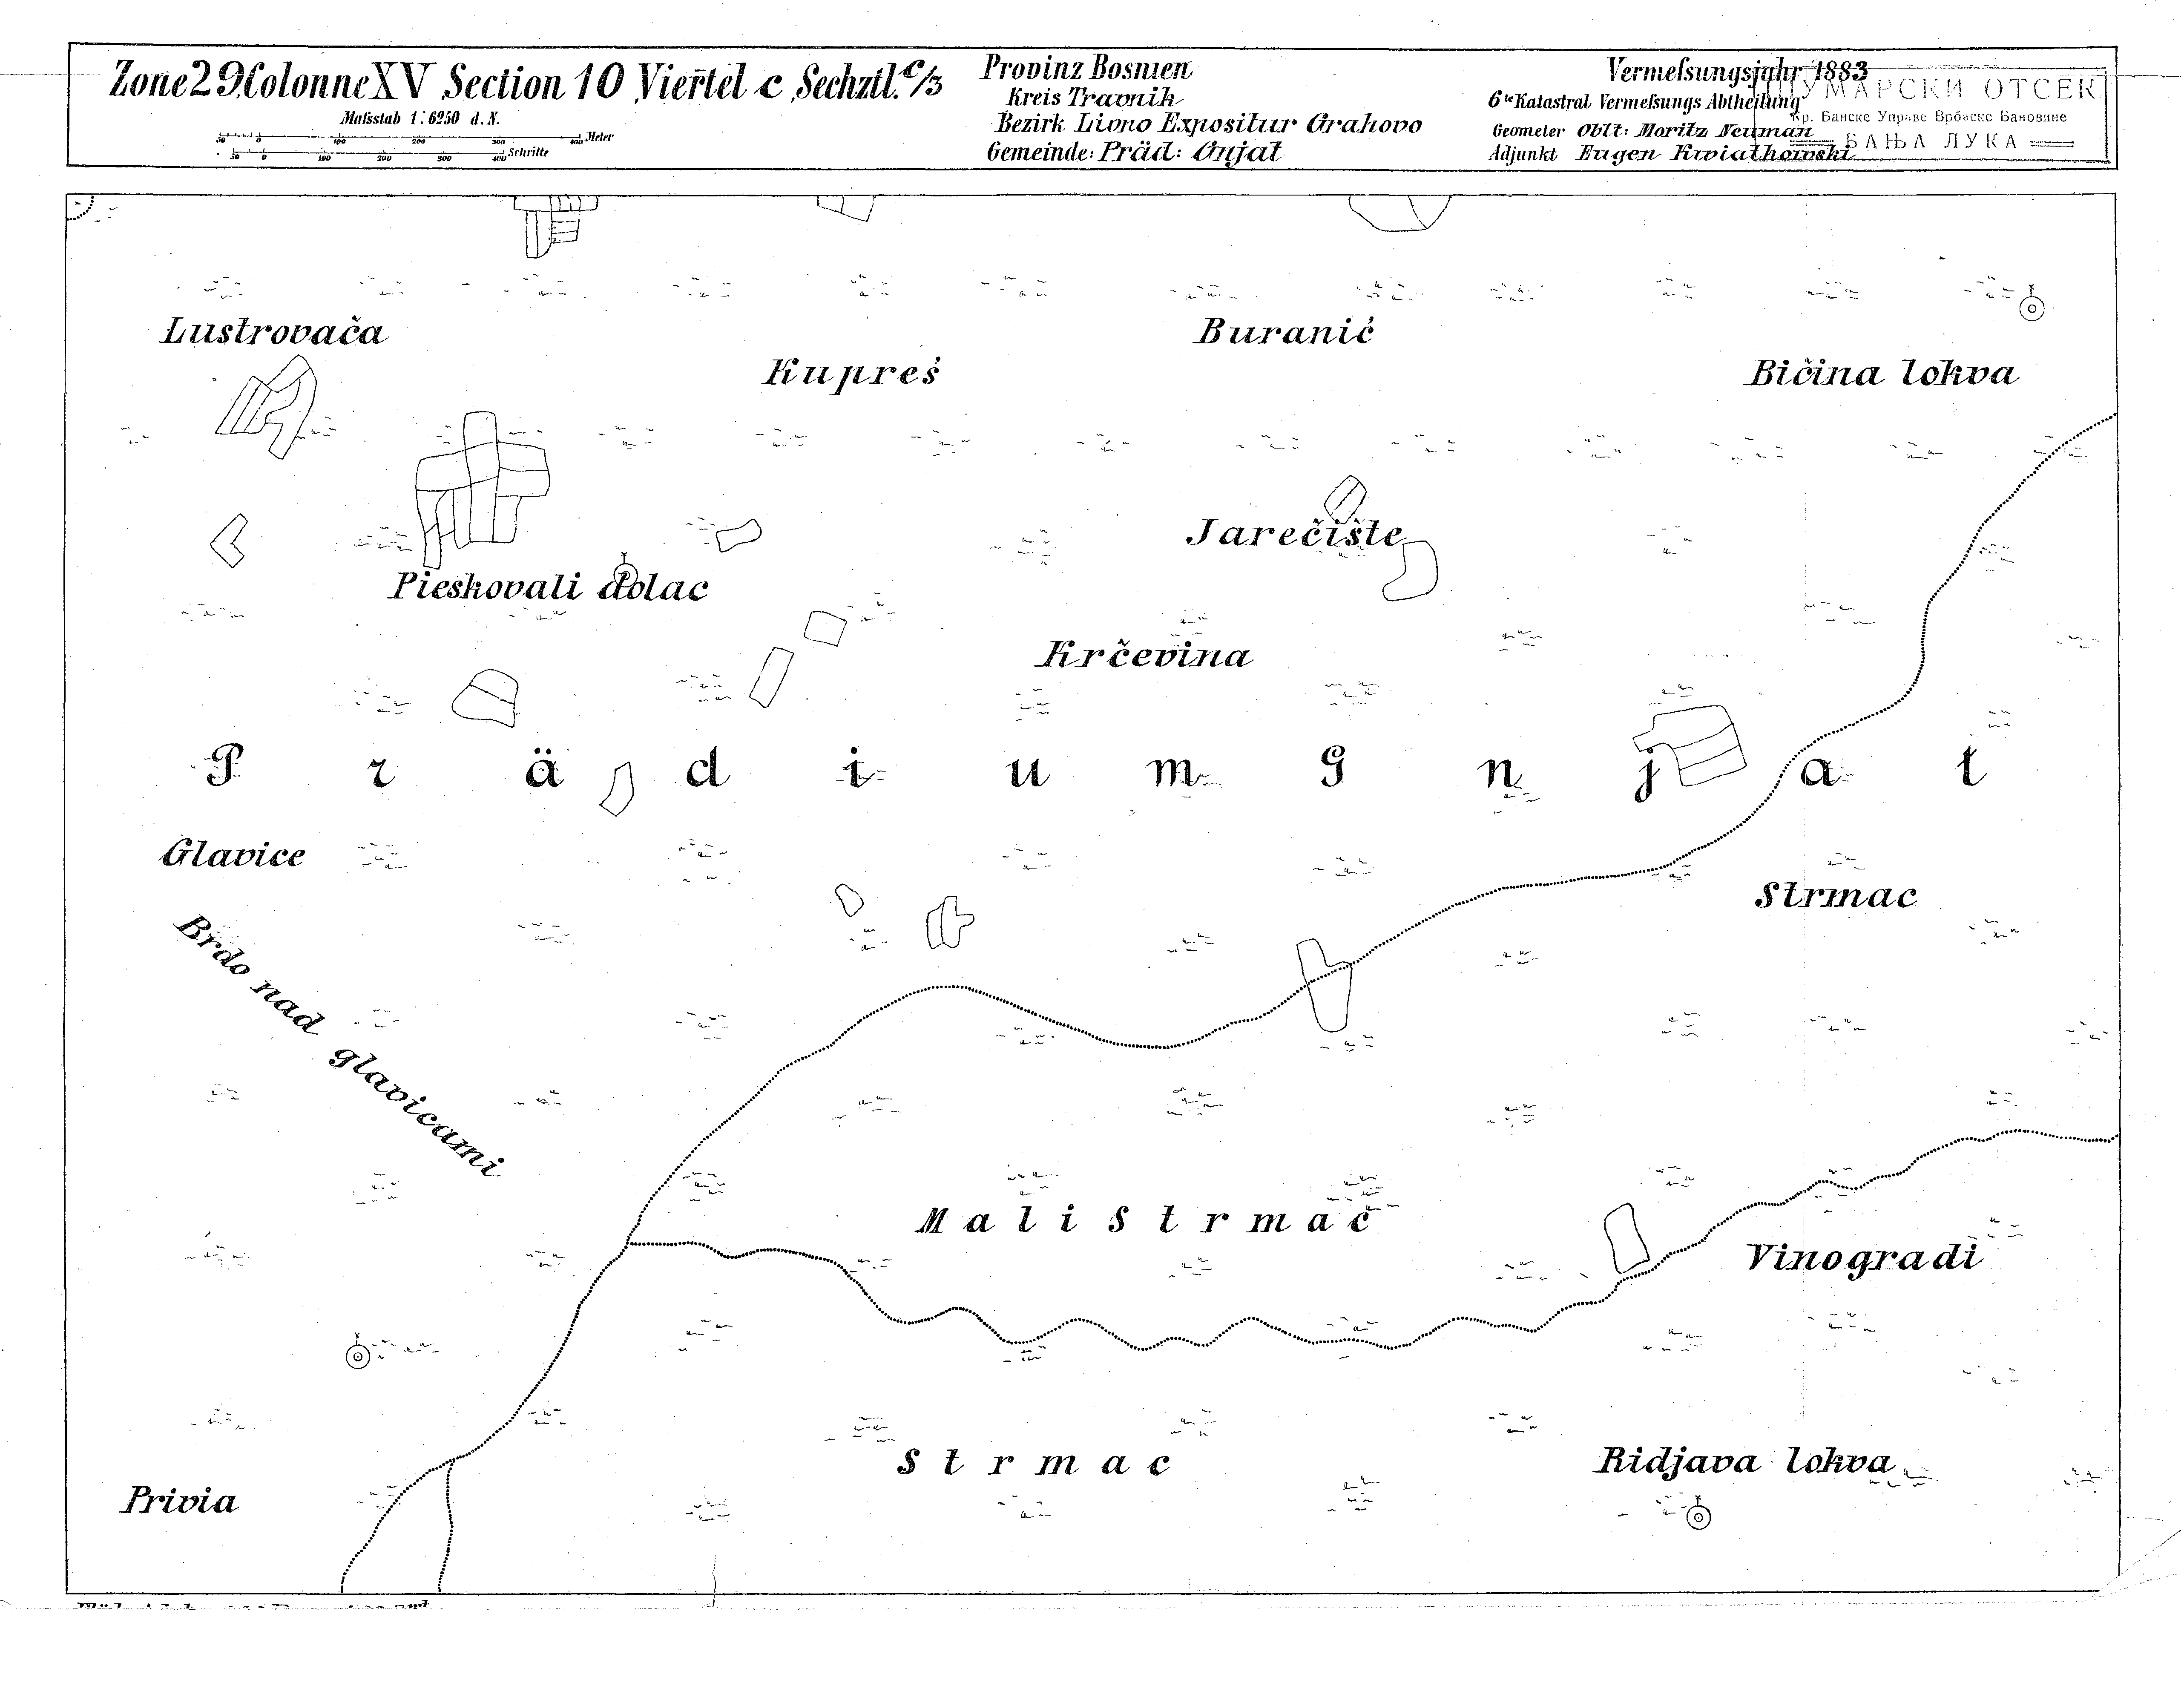 Zone 29 Colonne XV Section 10 Viertel c Sechztl. c/3
Maſsstab 1:6250 d.N.
50 0 100 200 300 400 Meter
50 0 100 200 300 400 Schritte
Provinz Bosnien
Kreis Travnik
Bezirk Livno Expositur Grahovo
Gemeinde: Präd: Gnjat
Vermeſsungsjahr 1883
6te Katastral Vermeſsungs Abtheilung
Geometer Oblt: Moritz Neuman
Adjunkt Eugen Kwiatkowski
ШУМАРСКИ ОТСЕК
Кр. Банске Управе Врбаске Бановине
БАЊА ЛУКА
Lustrovača
Kupreš
Buranić
Bičina lokva
Jarečište
Pieskovali dolac
Krčevina
Prädium Gnjat
Glavice
Strmac
Brdo nad glavicami
Mali Strmac
Vinogradi
Strmac
Ridjava lokva
Privia